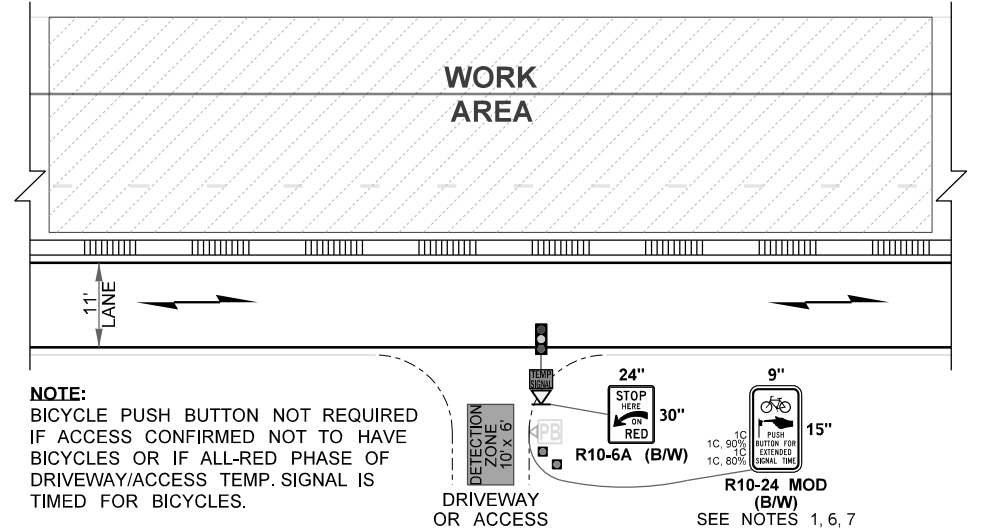 WORK
AREA
11'
LANE
NOTE:
BICYCLE PUSH BUTTON NOT REQUIRED
IF ACCESS CONFIRMED NOT TO HAVE
BICYCLES OR IF ALL-RED PHASE OF
DRIVEWAY/ACCESS TEMP. SIGNAL IS
TIMED FOR BICYCLES.
TEMP
SIGNAL
DETECTION
ZONE
10' x 6'
PB
DRIVEWAY
OR ACCESS
24"
STOP
HERE
ON
RED
30"
R10-6A (B/W)
9"
PUSH
BUTTON FOR
EXTENDED
SIGNAL TIME
15"
1C
1C, 90%
1C
1C, 80%
R10-24 MOD
(B/W)
SEE NOTES 1, 6, 7